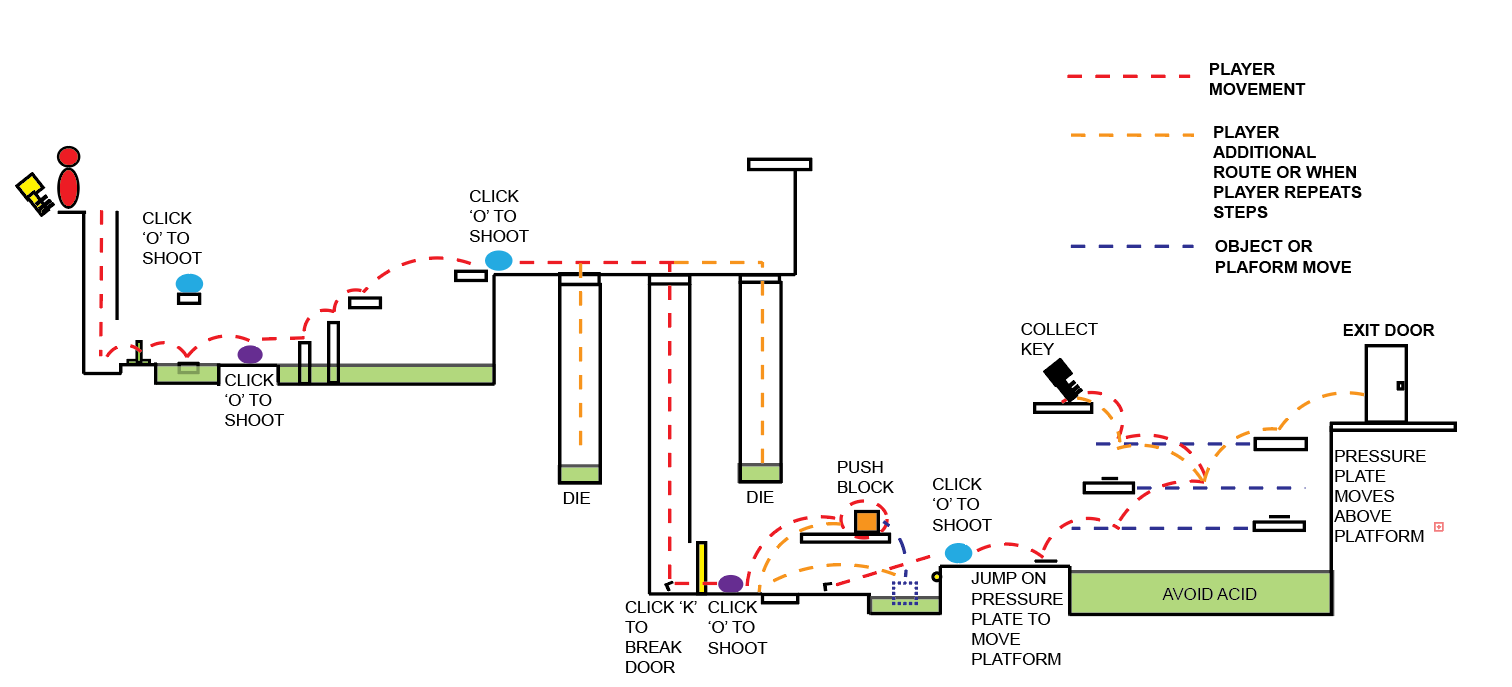 PLAYER
MOVEMENT
PLAYER
ADDITIONAL
ROUTE OR WHEN
PLAYER REPEATS
STEPS
OBJECT OR
PLAFORM MOVE
CLICK
‘O’ TO
SHOOT
CLICK
‘O’ TO
SHOOT
CLICK
‘O’ TO
SHOOT
DIE
DIE
CLICK ‘K’
TO
BREAK
DOOR
CLICK
‘O’ TO
SHOOT
PUSH
BLOCK
CLICK
‘O’ TO
SHOOT
JUMP ON
PRESSURE
PLATE TO
MOVE
PLATFORM
COLLECT
KEY
AVOID ACID
EXIT DOOR
PRESSURE
PLATE
MOVES
ABOVE
PLATFORM